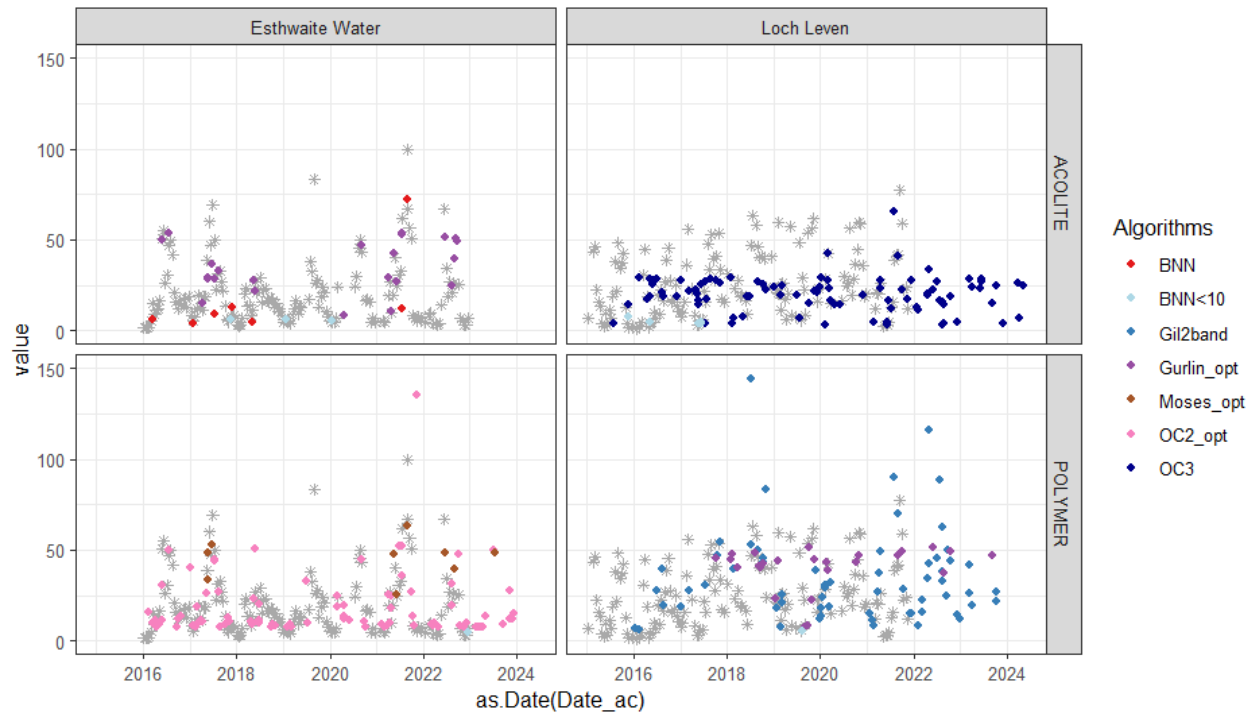 Esthwaite Water
Loch Leven
150
100
50
0
ACOLITE
150
100
50
0
POLYMER
value
2016
2018
2020
2022
2024
2016
2018
2020
2022
2024
as.Date(Date_ac)
Algorithms
BNN
BNN<10
Gil2band
Gurlin_opt
Moses_opt
OC2_opt
OC3